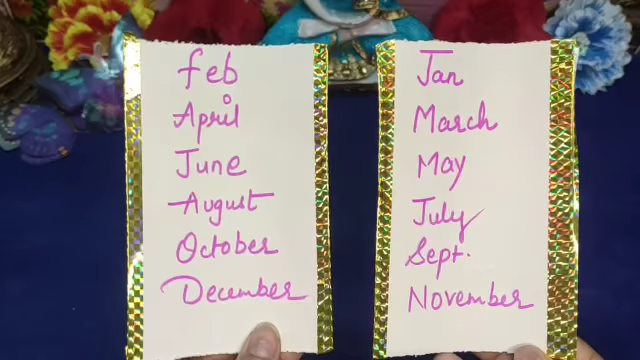 feb
April
June
August
October
December
Jan
March
May
July
Sept.
November